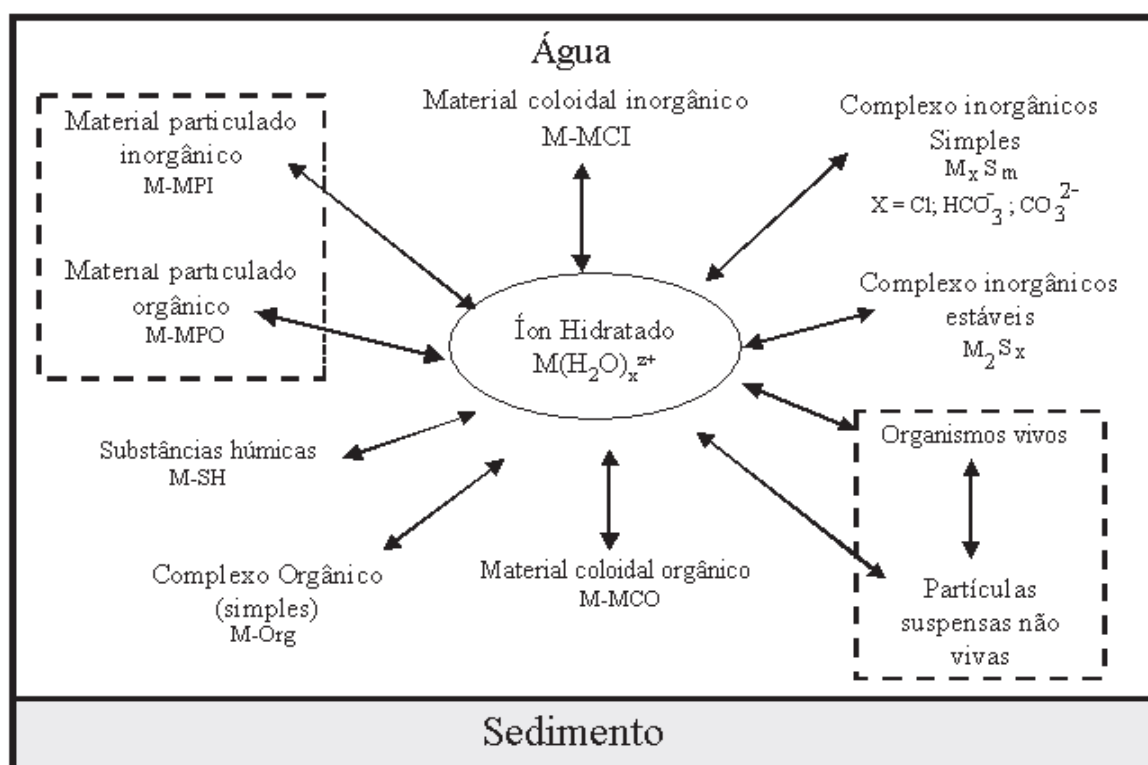 Água
Material particulado
inorgânico
M-MPI
Material coloidal inorgânico
M-MCI
Complexo inorgânicos
Simples
MₓSₘ
X = Cl; HCO₃⁻; CO₃²⁻
Material particulado
orgânico
M-MPO
Íon Hidratado
M(H₂O)ₓᶻ⁺
Complexo inorgânicos
estáveis
M₂Sₓ
Substâncias húmicas
M-SH
Organismos vivos
Complexo Orgânico
(simples)
M-Org
Material coloidal orgânico
M-MCO
Partículas
suspensas não
vivas
Sedimento